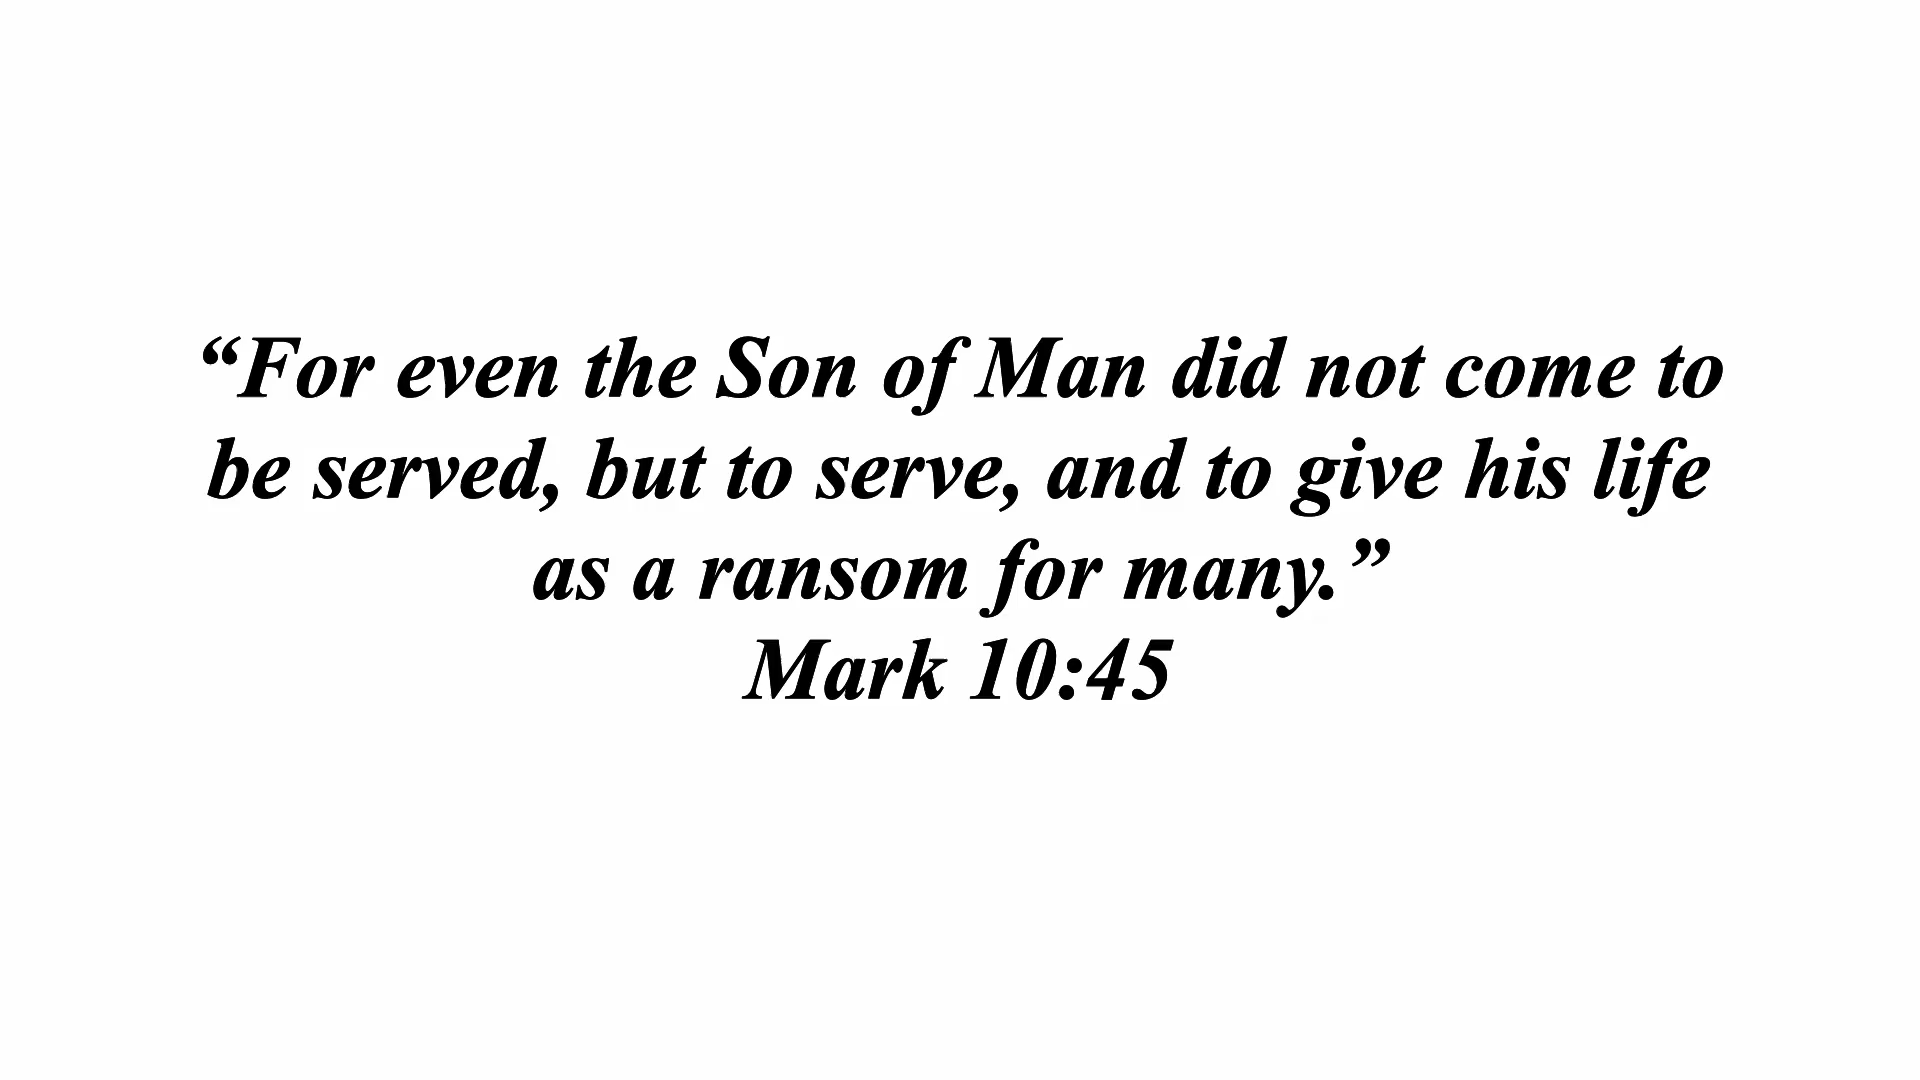 “For even the Son of Man did not come to
be served, but to serve, and to give his life
as a ransom for many.”
Mark 10:45